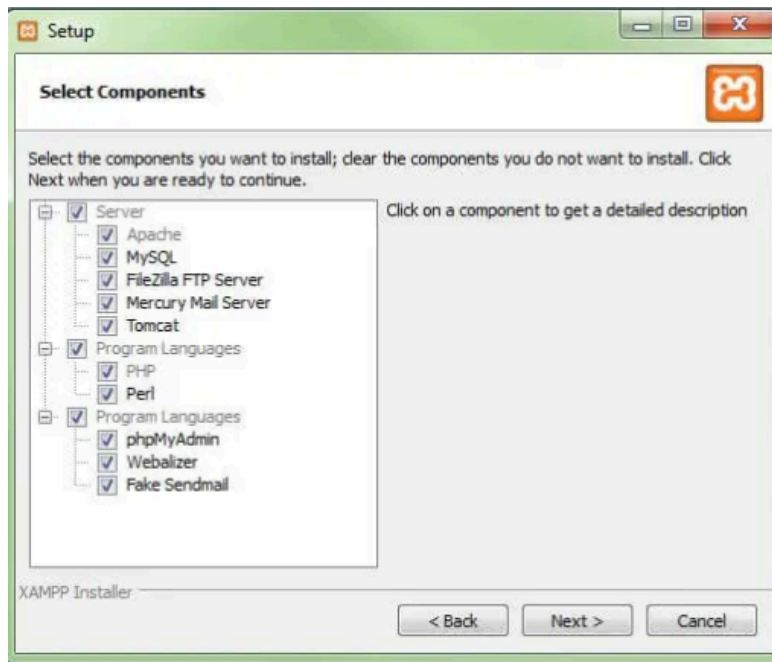 Setup
Select Components
Select the components you want to install; clear the components you do not want to install. Click
Next when you are ready to continue.
Server
Apache
MySQL
FileZilla FTP Server
Mercury Mail Server
Tomcat
Program Languages
PHP
Perl
Program Languages
phpMyAdmin
Webalizer
Fake Sendmail
Click on a component to get a detailed description
XAMPP Installer
< Back
Next >
Cancel